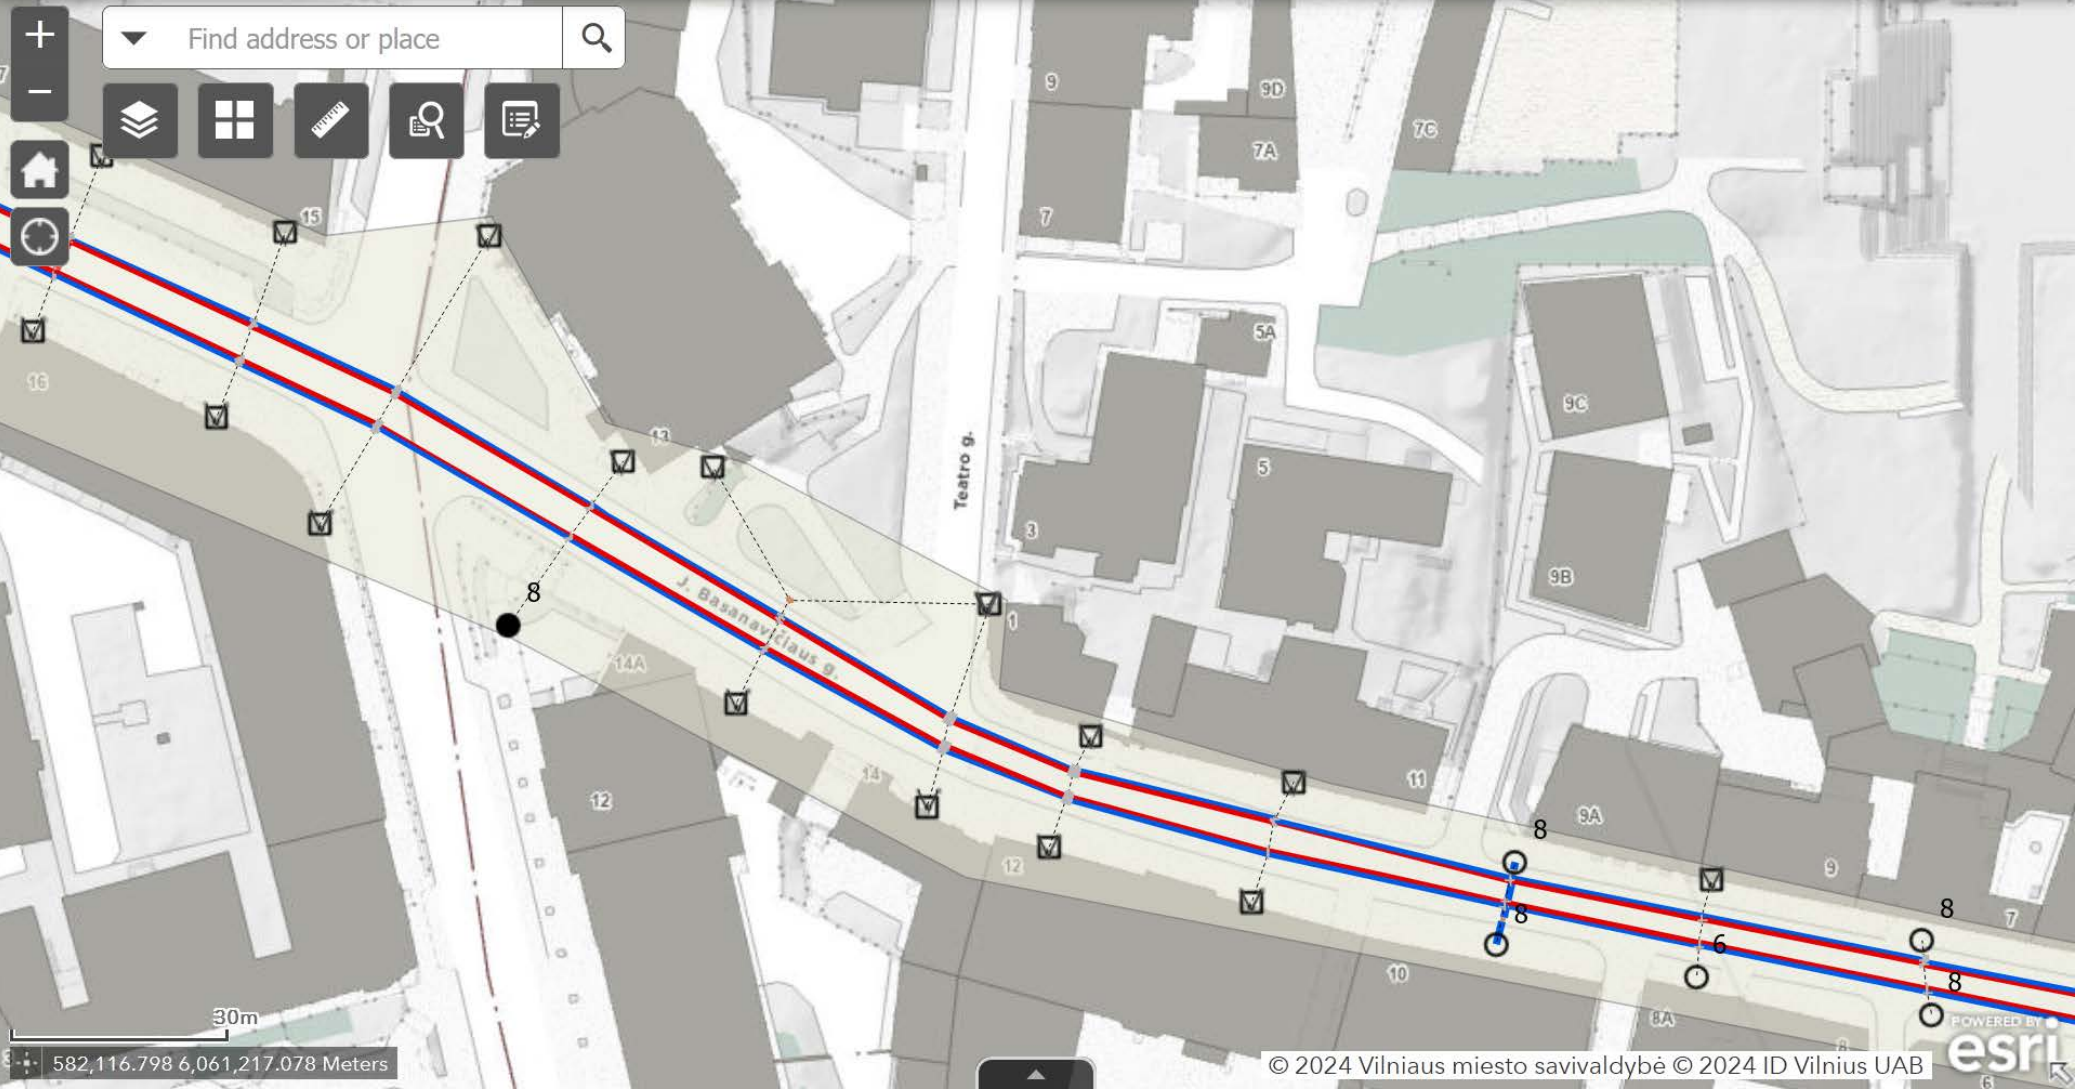 +
Find address or place
−
9
9D
7C
7A
15
7
5A
16
9C
13
5
Teatro g.
3
9B
8
1
J. Basanavičiaus g.
14A
14
11
12
9A
8
12
9
8
7
8
10
6
8
30m
8A
8
582,116.798 6,061,217.078 Meters
© 2024 Vilniaus miesto savivaldybė © 2024 ID Vilnius UAB
POWERED BY
esri
6